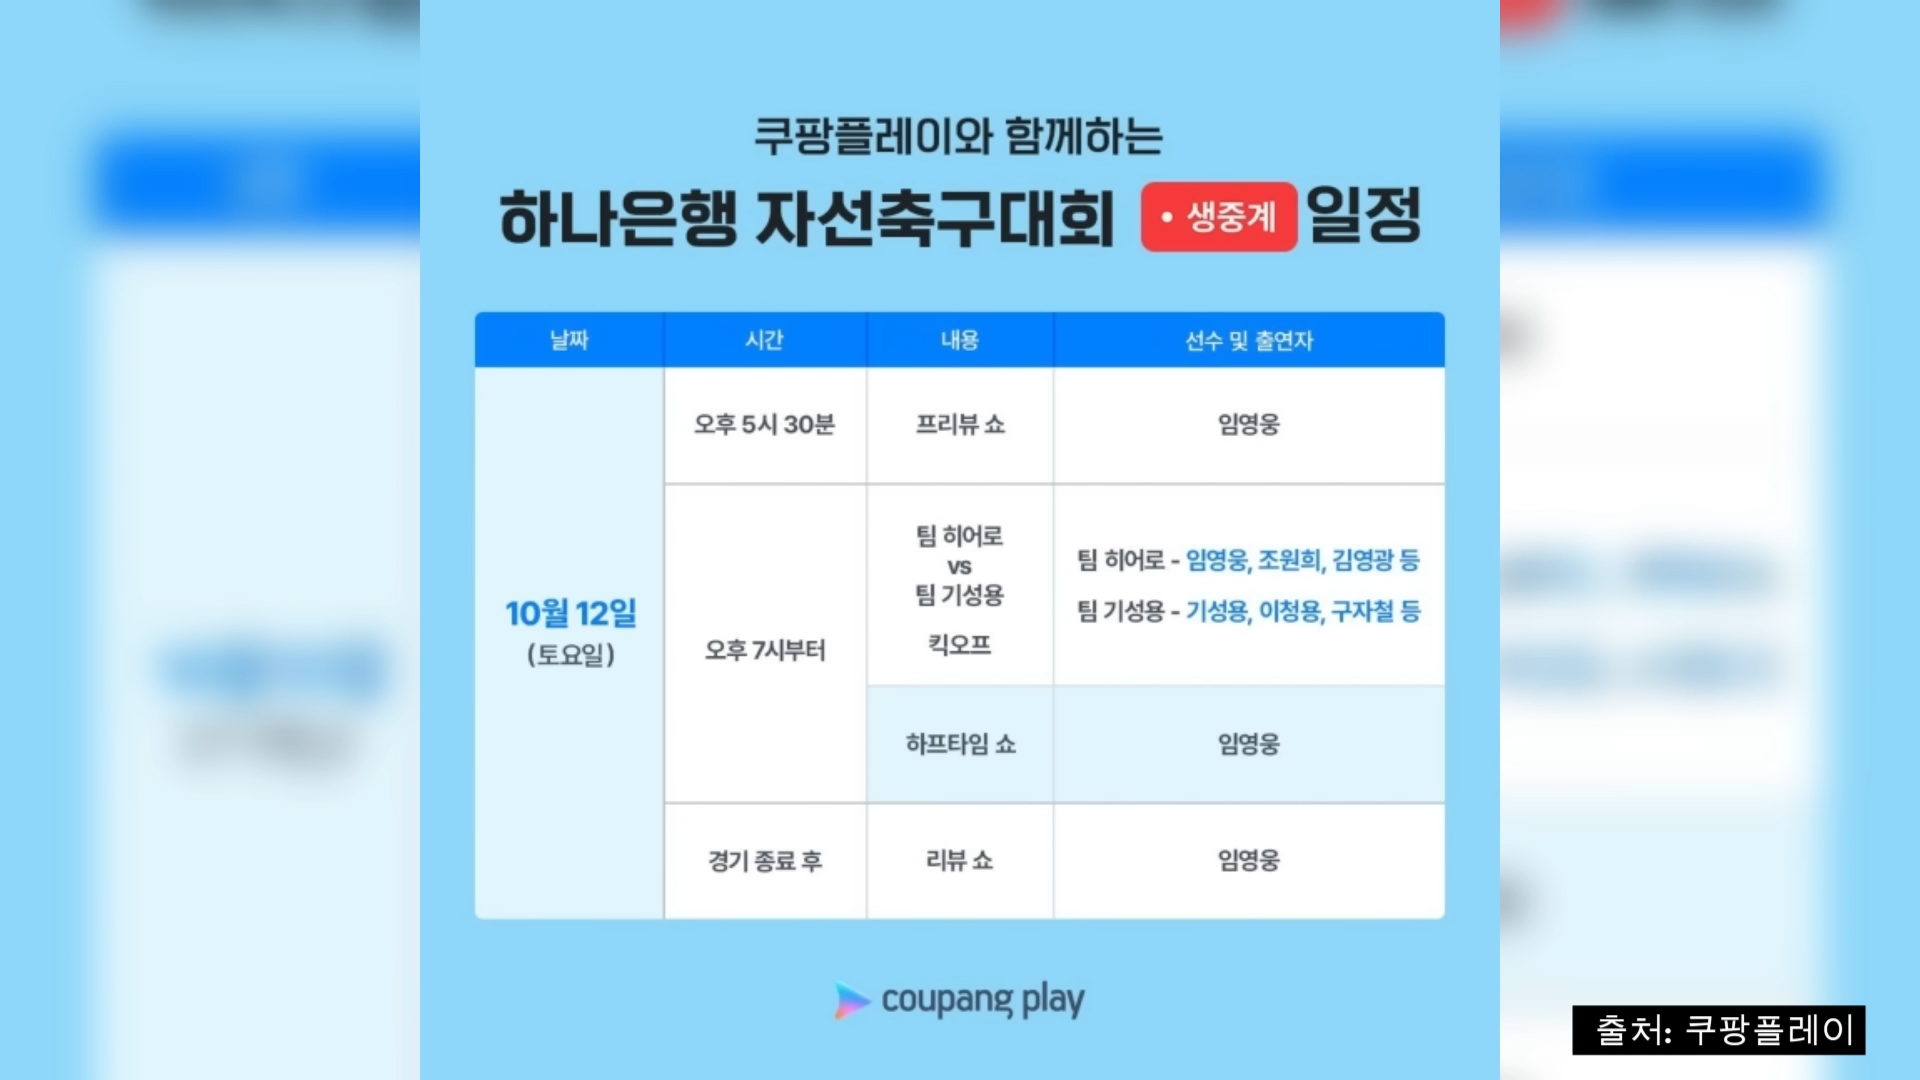 쿠팡플레이와 함께하는
하나은행 자선축구대회 • 생중계 일정
날짜 시간 내용 선수 및 출연자
10월 12일
(토요일)
오후 5시 30분 프리뷰 쇼 임영웅
오후 7시부터
팀 히어로
vs
팀 기성용
킥오프
팀 히어로 - 임영웅, 조원희, 김영광 등
팀 기성용 - 기성용, 이청용, 구자철 등
하프타임 쇼 임영웅
경기 종료 후 리뷰 쇼 임영웅
coupang play
출처: 쿠팡플레이